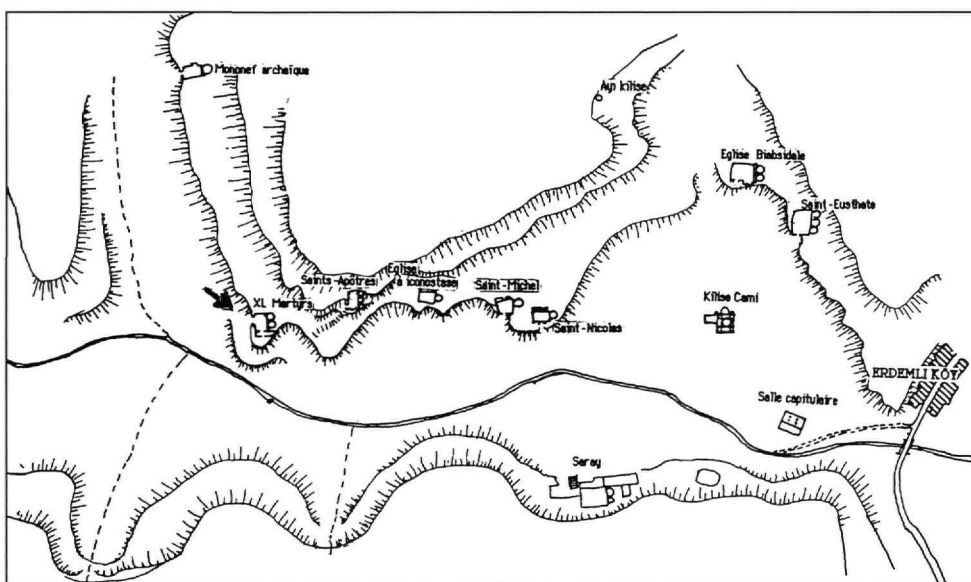 Mononef archaïque
Ayı kilise
Eglise Biabsidale
Saint-Eusthate
Saints-Apôtres
Eglise
à iconostase
Saint-Michel
XL Martyrs
Saint-Nicolas
Kilise Cami
ERDEMLI KÖY
Salle capitulaire
Saray